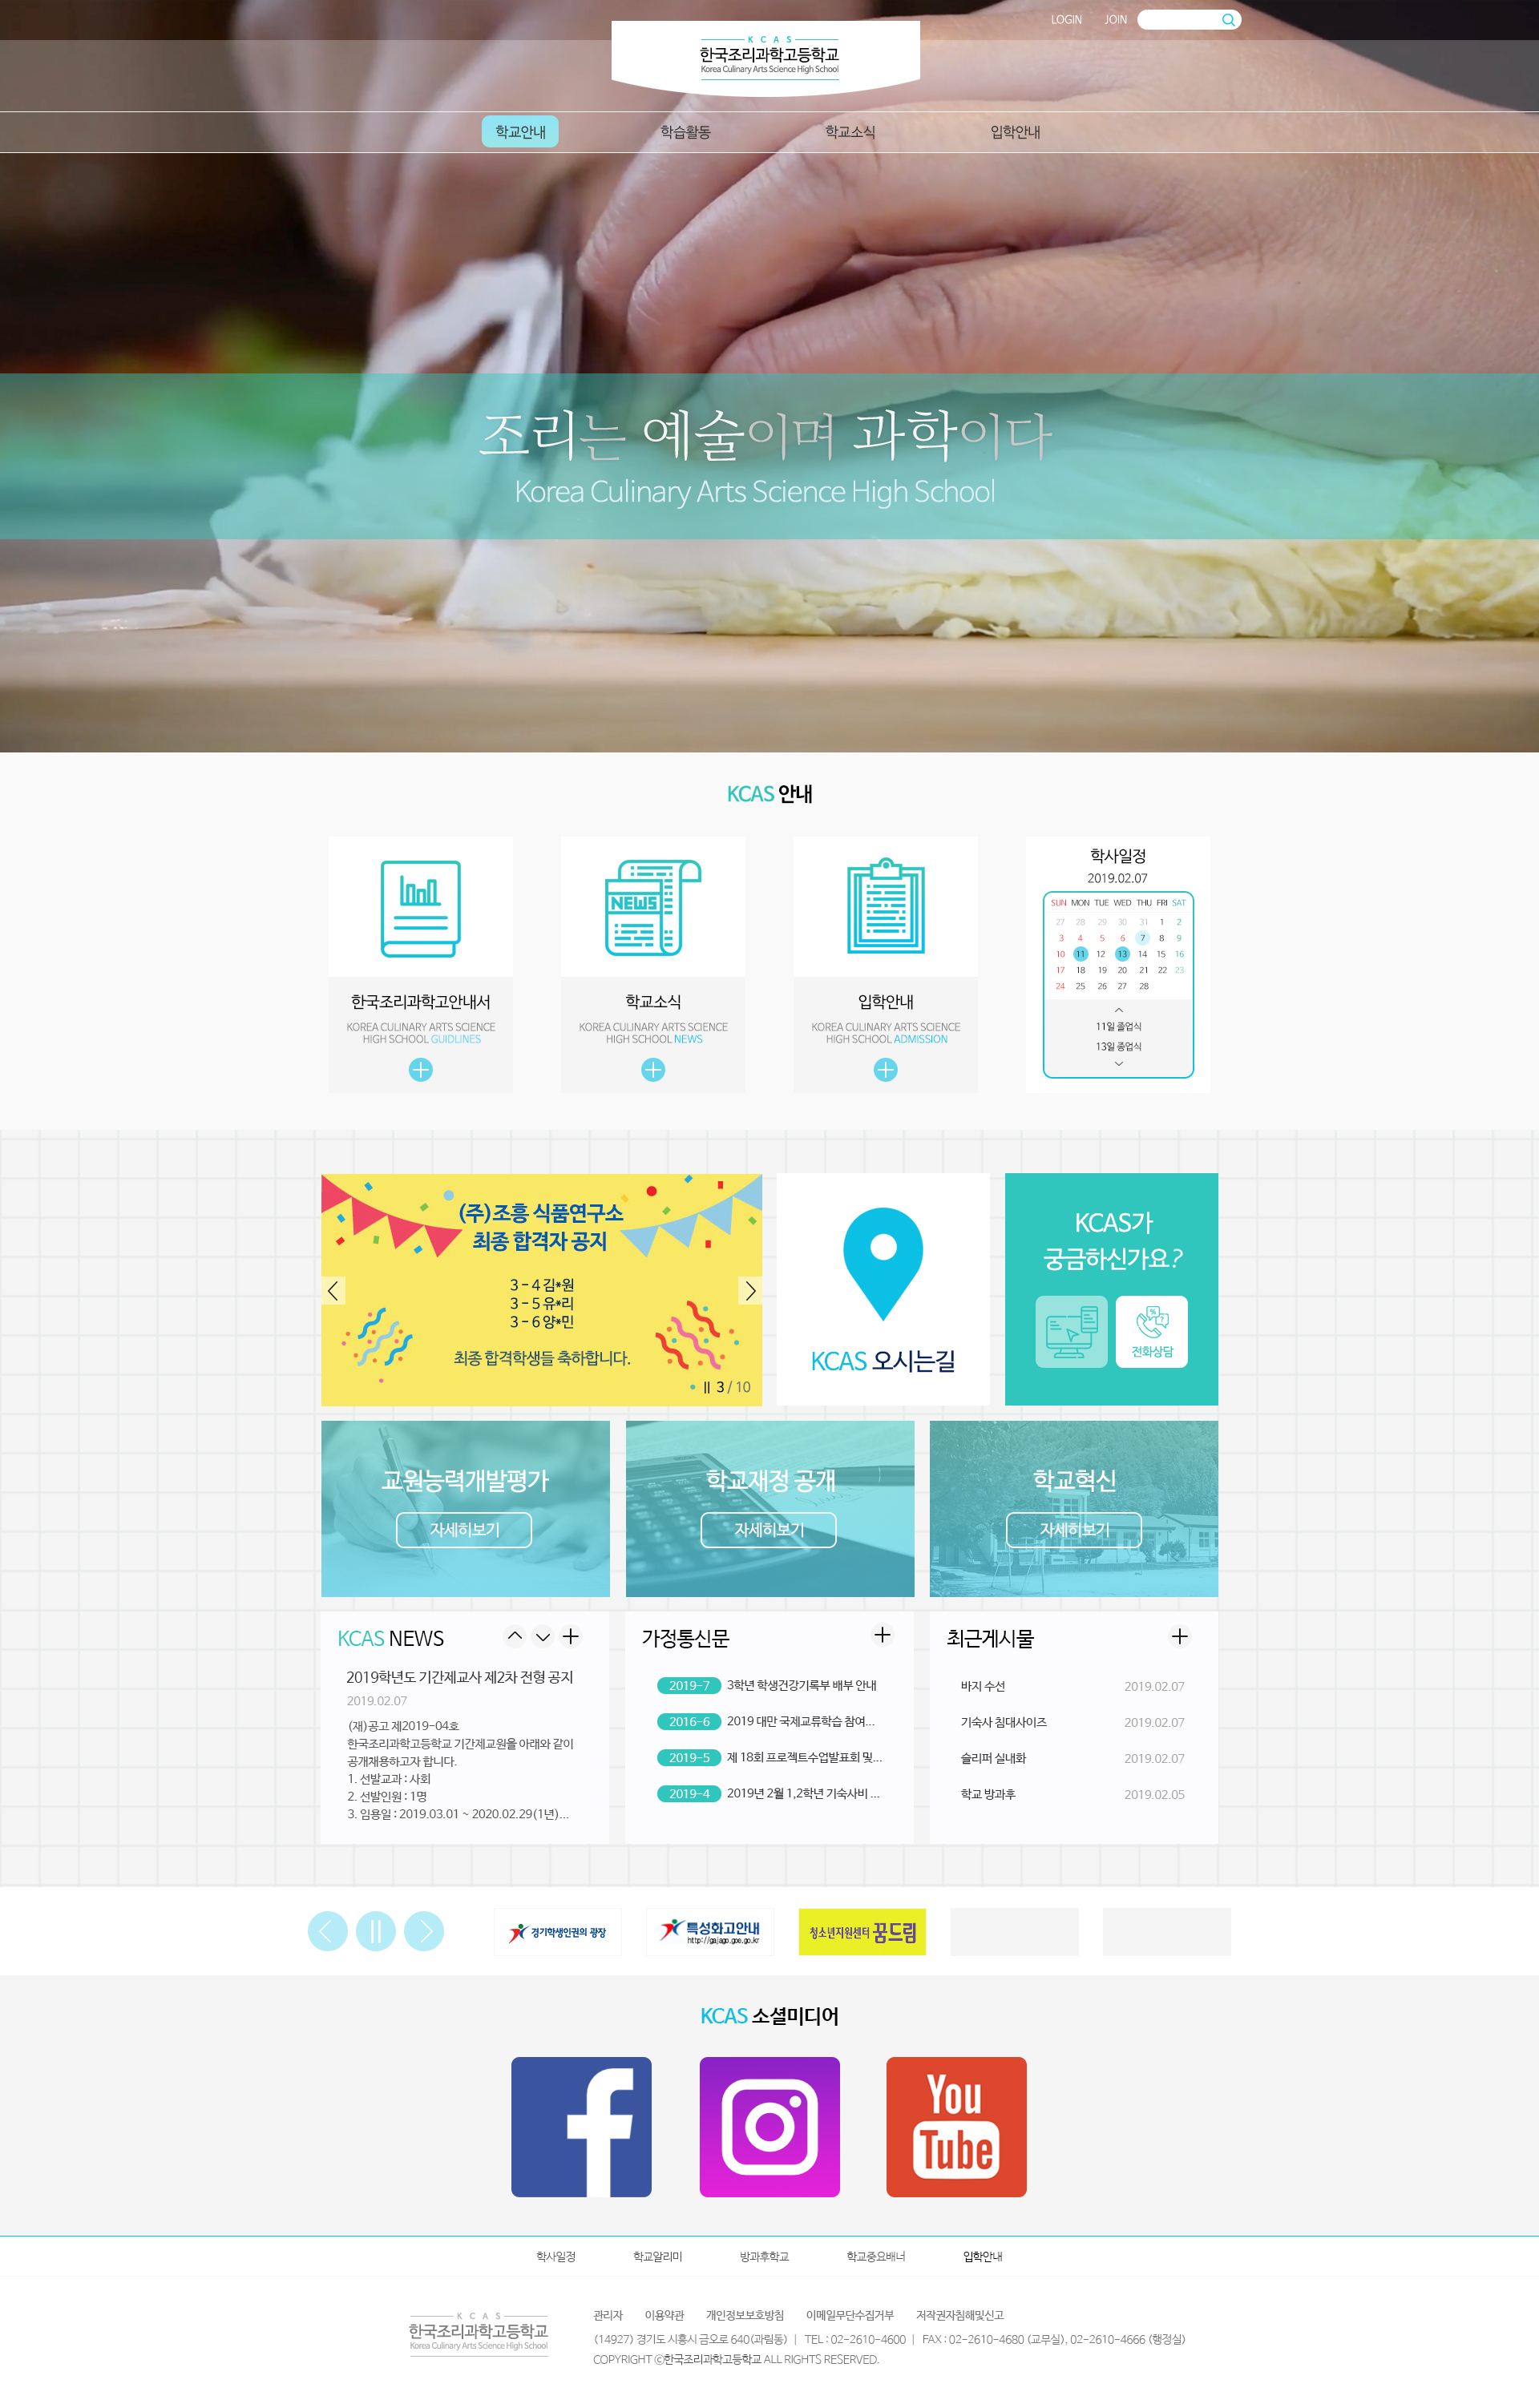 LOGIN JOIN
KCAS
한국조리과학고등학교
Korea Culinary Arts Science High School
학교안내 학습활동 학교소식 입학안내
조리는 예술이며 과학이다
Korea Culinary Arts Science High School
KCAS 안내
한국조리과학고안내서
KOREA CULINARY ARTS SCIENCE
HIGH SCHOOL GUIDLINES
NEWS
학교소식
KOREA CULINARY ARTS SCIENCE
HIGH SCHOOL NEWS
입학안내
KOREA CULINARY ARTS SCIENCE
HIGH SCHOOL ADMISSION
학사일정
2019.02.07
SUN MON TUE WED THU FRI SAT
27 28 29 30 31 1 2
3 4 5 6 7 8 9
10 11 12 13 14 15 16
17 18 19 20 21 22 23
24 25 26 27 28
11일 졸업식
13일 종업식
(주)조흥 식품연구소
최종 합격자 공지
3 - 4 김*원
3 - 5 유*리
3 - 6 양*민
최종 합격학생들 축하합니다.
3 / 10
KCAS 오시는길
KCAS가
궁금하신가요?
전화상담
교원능력개발평가
자세히보기
학교재정 공개
자세히보기
학교혁신
자세히보기
KCAS NEWS
2019학년도 기간제교사 제2차 전형 공지
2019.02.07
(재)공고 제2019-04호
한국조리과학고등학교 기간제교원을 아래와 같이
공개채용하고자 합니다.
1. 선발교과 : 사회
2. 선발인원 : 1명
3. 임용일 : 2019.03.01 ~ 2020.02.29(1년)...
가정통신문
2019-7 3학년 학생건강기록부 배부 안내
2016-6 2019 대만 국제교류학습 참여...
2019-5 제 18회 프로젝트수업발표회 및...
2019-4 2019년 2월 1,2학년 기숙사비 ...
최근게시물
바지 수선 2019.02.07
기숙사 침대사이즈 2019.02.07
슬리퍼 실내화 2019.02.07
학교 방과후 2019.02.05
경기학생인권의 광장
특성화고안내
http://gajago.goe.go.kr
청소년지원센터 꿈드림
KCAS 소셜미디어
You
Tube
학사일정 학교알리미 방과후학교 학교중요배너 입학안내
KCAS
한국조리과학고등학교
Korea Culinary Arts Science High School
관리자 이용약관 개인정보보호방침 이메일무단수집거부 저작권자침해및신고
(14927) 경기도 시흥시 금오로 640(과림동) | TEL : 02-2610-4600 | FAX : 02-2610-4680 (교무실), 02-2610-4666 (행정실)
COPYRIGHT ⓒ한국조리과학고등학교 ALL RIGHTS RESERVED.